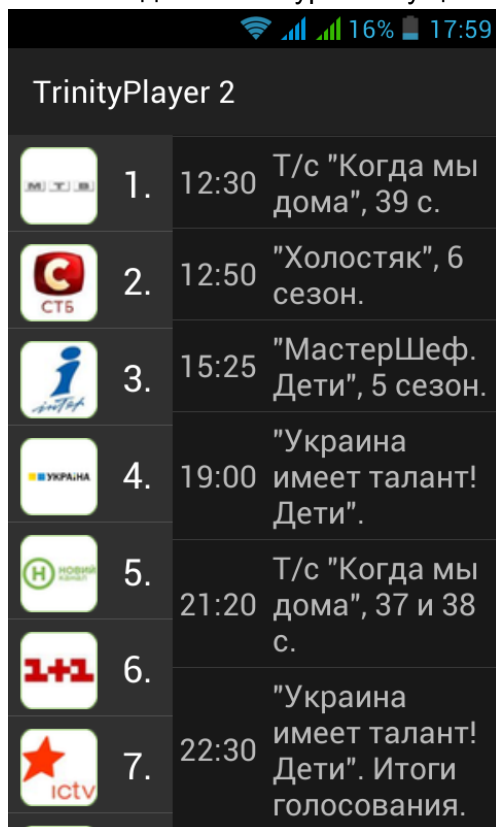 16% 17:59
TrinityPlayer 2
МТВ
1.
СТБ
2.
інтер
3.
УКРАЇНА
4.
Н НОВИЙ КАНАЛ
5.
1+1
6.
ictv
7.
12:30 Т/с "Когда мы
дома", 39 с.
12:50 "Холостяк", 6
сезон.
15:25 "МастерШеф.
Дети", 5 сезон.
"Украина
19:00 имеет талант!
Дети".
Т/с "Когда мы
21:20 дома", 37 и 38
с.
"Украина
имеет талант!
22:30 Дети". Итоги
голосования.